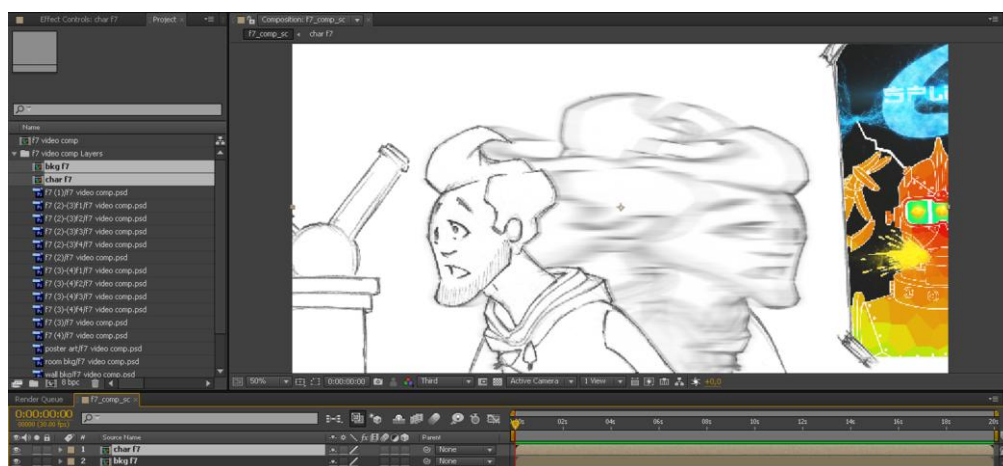 Effect Controls: char f7
Project
Composition: f7_comp_sc
f7_comp_sc
char f7
Name
f7 video comp
f7 video comp Layers
bkg f7
char f7
f7 (1)/f7 video comp.psd
f7 (2)-(3)f1/f7 video comp.psd
f7 (2)-(3)f2/f7 video comp.psd
f7 (2)-(3)f3/f7 video comp.psd
f7 (2)-(3)f4/f7 video comp.psd
f7 (2)/f7 video comp.psd
f7 (3)-(4)f1/f7 video comp.psd
f7 (3)-(4)f2/f7 video comp.psd
f7 (3)-(4)f3/f7 video comp.psd
f7 (3)-(4)f4/f7 video comp.psd
f7 (3)/f7 video comp.psd
f7 (4)/f7 video comp.psd
poster art/f7 video comp.psd
room bkg/f7 video comp.psd
wall bkg/f7 video comp.psd
8 bpc
50%
0:00:00:00
Third
Active Camera
1 View
+0,0
Render Queue
f7_comp_sc
0:00:00:00
00000 (30.00 fps)
02s
04s
06s
08s
10s
12s
14s
16s
18s
20s
#
Source Name
Parent
1
char f7
None
2
bkg f7
None